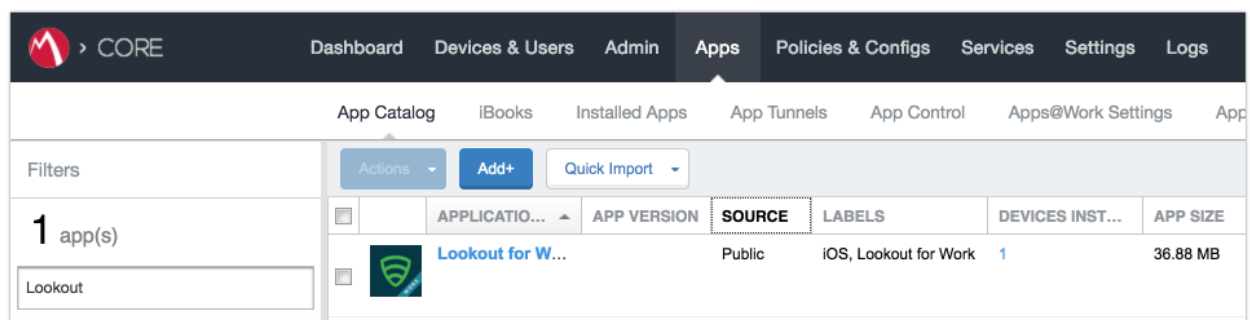 › CORE Dashboard Devices & Users Admin Apps Policies & Configs Services Settings Logs
App Catalog iBooks Installed Apps App Tunnels App Control Apps@Work Settings App
Filters
Actions Add+ Quick Import
1 app(s)
APPLICATIO... APP VERSION SOURCE LABELS DEVICES INST... APP SIZE
Lookout for W... Public iOS, Lookout for Work 1 36.88 MB
WORK
Lookout